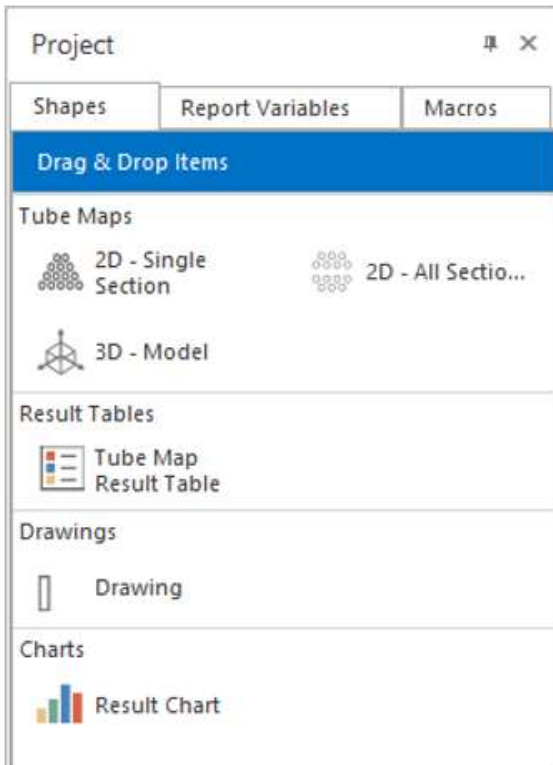 Project
Shapes
Report Variables
Macros
Drag & Drop Items
Tube Maps
2D - Single
Section
2D - All Sectio...
3D - Model
Result Tables
Tube Map
Result Table
Drawings
Drawing
Charts
Result Chart